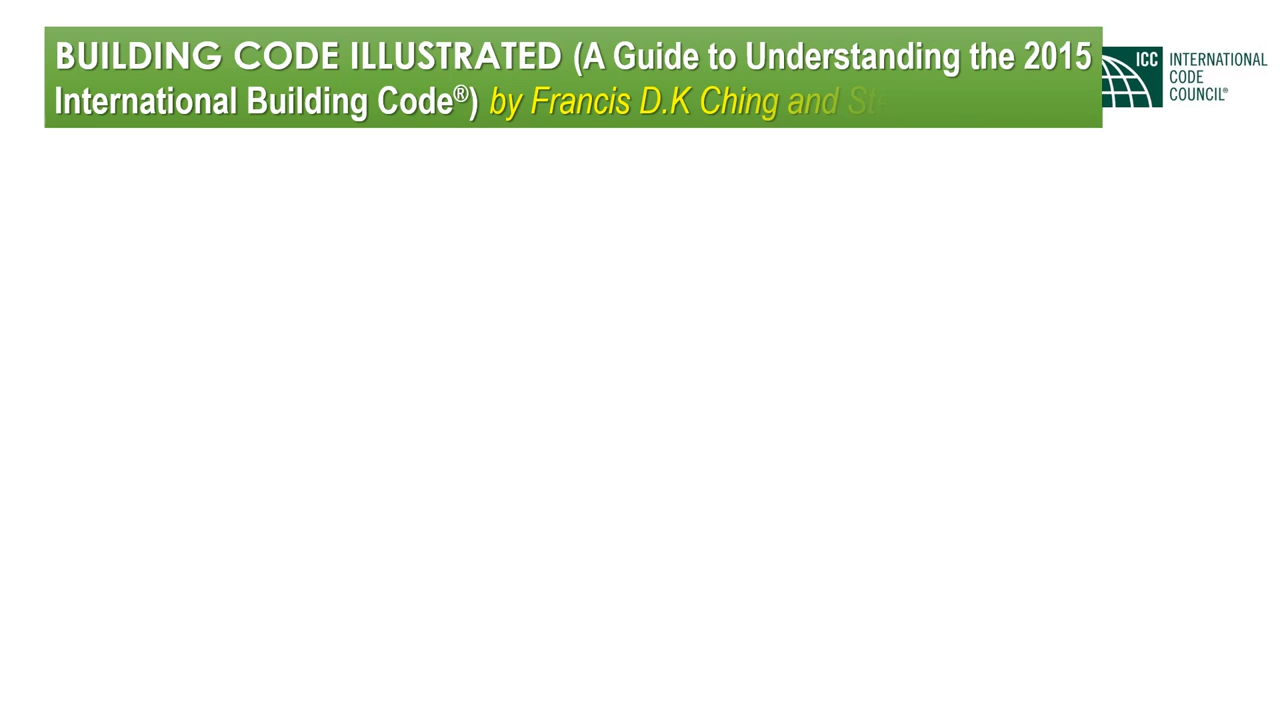 BUILDING CODE ILLUSTRATED (A Guide to Understanding the 2015
International Building Code®) by Francis D.K Ching and
ICC INTERNATIONAL
CODE
COUNCIL®